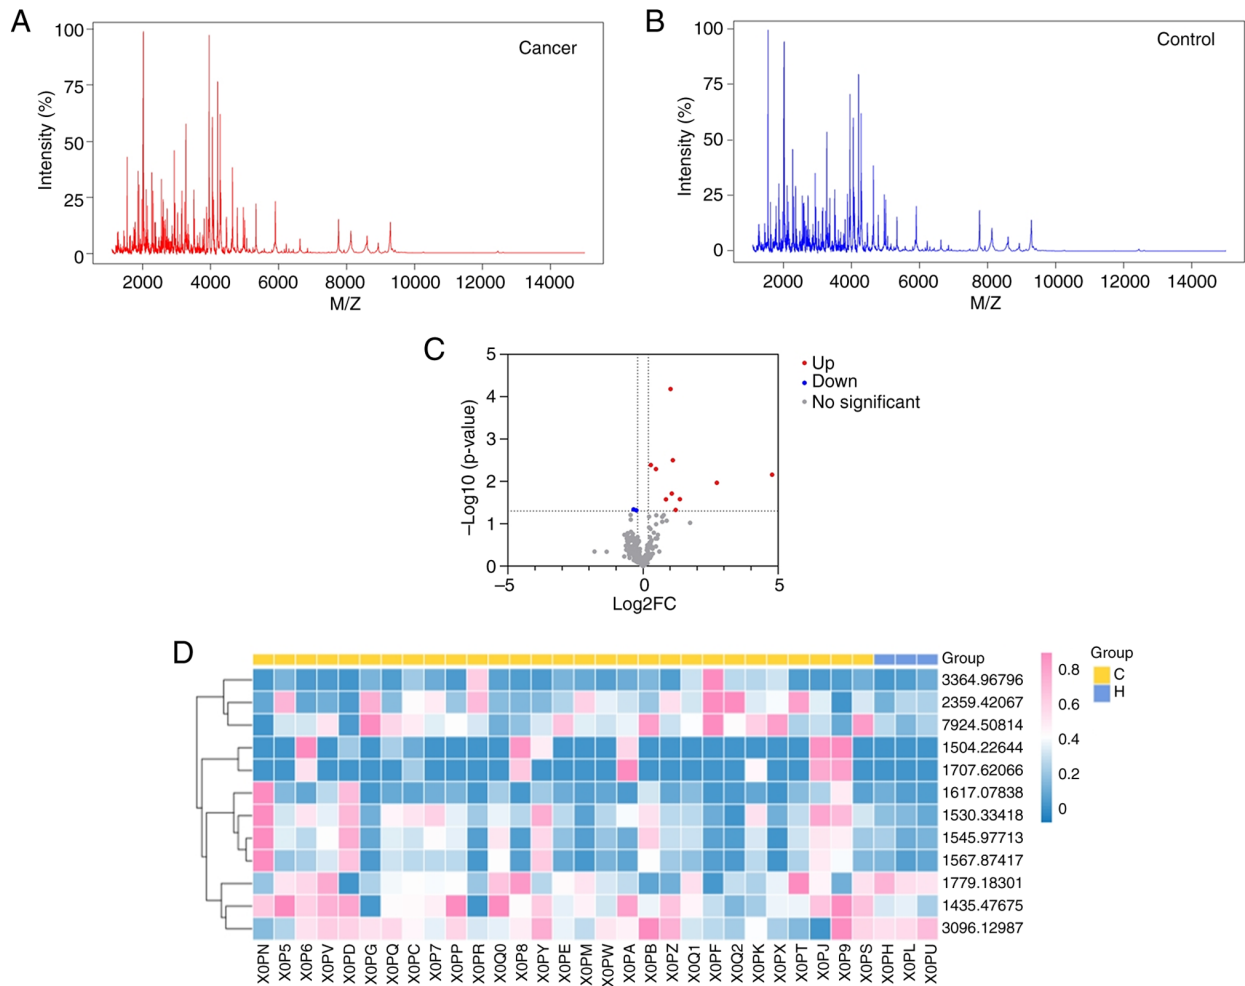 A
B
Cancer
Intensity (%)
100
75
50
25
0
2000
4000
6000
8000
10000
12000
14000
M/Z
Control
Intensity (%)
100
75
50
25
0
2000
4000
6000
8000
10000
12000
14000
M/Z
C
–Log10 (p-value)
5
4
3
2
1
0
–5
0
5
Log2FC
Up
Down
No significant
D
Group
3364.96796
2359.42067
7924.50814
1504.22644
1707.62066
1617.07838
1530.33418
1545.97713
1567.87417
1779.18301
1435.47675
3096.12987
0.8
0.6
0.4
0.2
0
Group
C
H
X0PN
X0P5
X0P6
X0PV
X0PD
X0PG
X0PQ
X0PC
X0P7
X0PP
X0PR
X0Q0
X0P8
X0PY
X0PE
X0PM
X0PW
X0PA
X0PB
X0PZ
X0Q1
X0PF
X0Q2
X0PK
X0PX
X0PT
X0PJ
X0P9
X0PS
X0PH
X0PL
X0PU